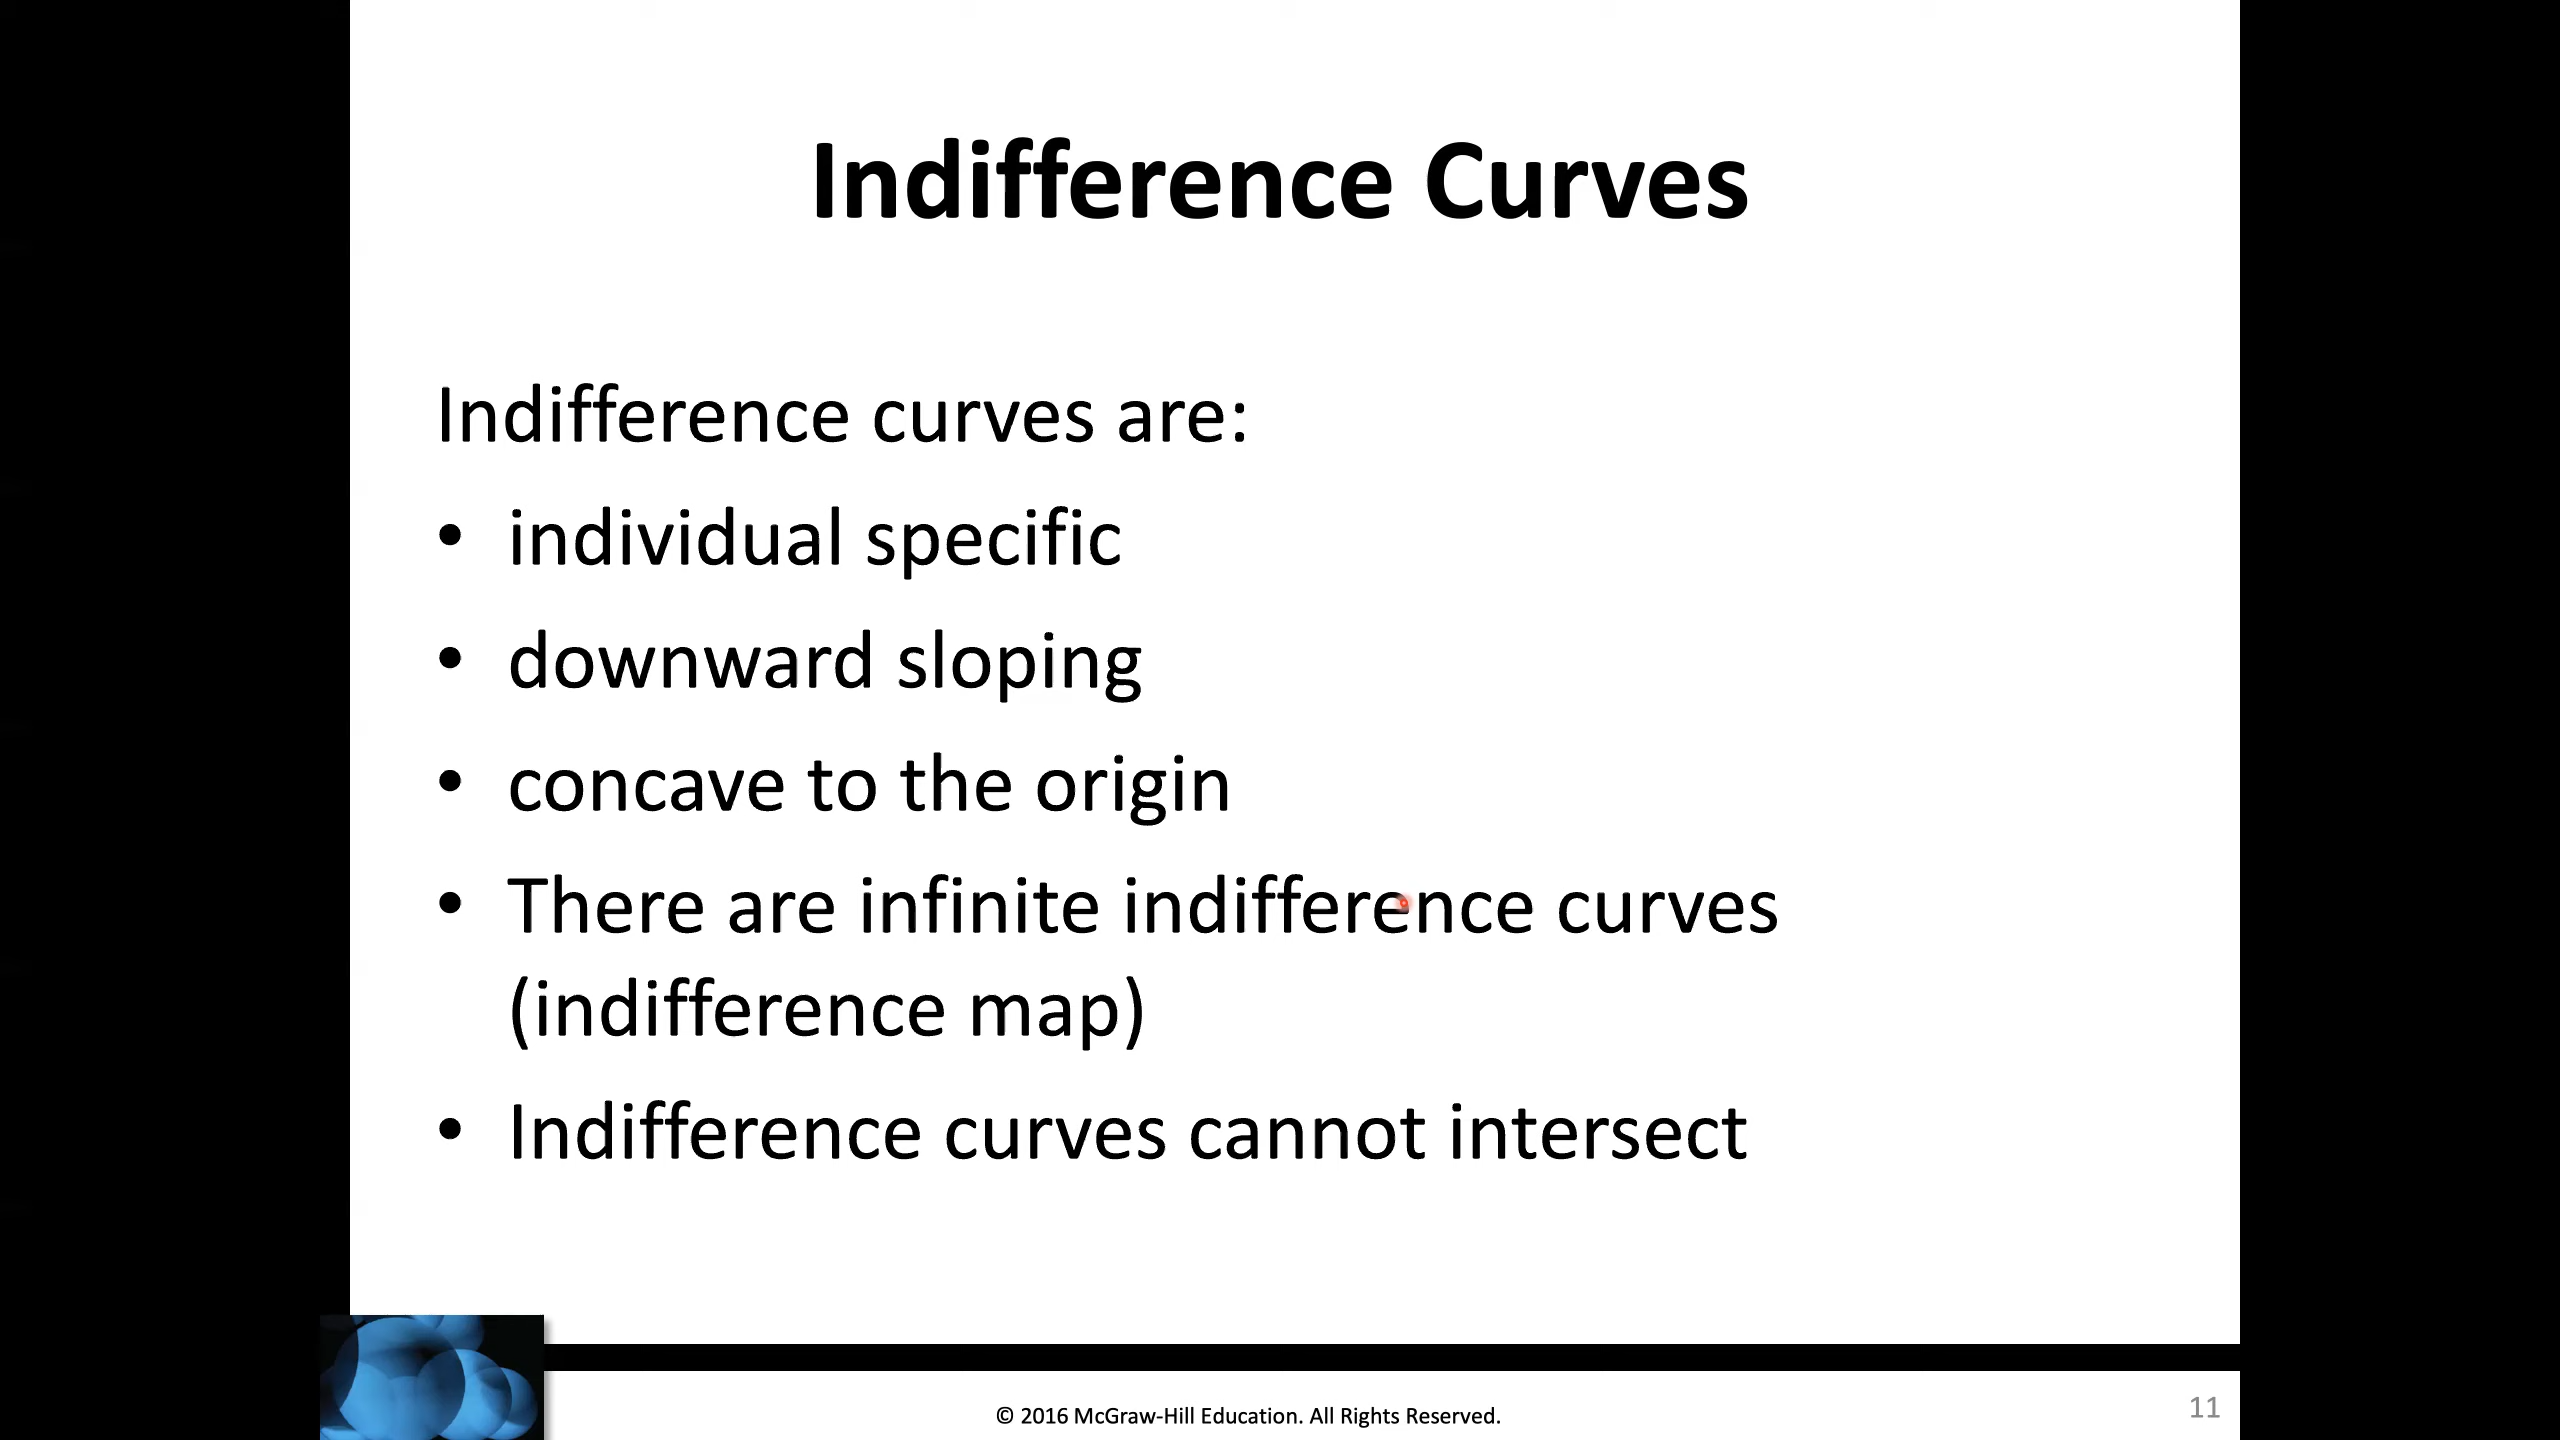 Indifference Curves
Indifference curves are:
• individual specific
• downward sloping
• concave to the origin
• There are infinite indifference curves
(indifference map)
• Indifference curves cannot intersect
© 2016 McGraw-Hill Education. All Rights Reserved.
11